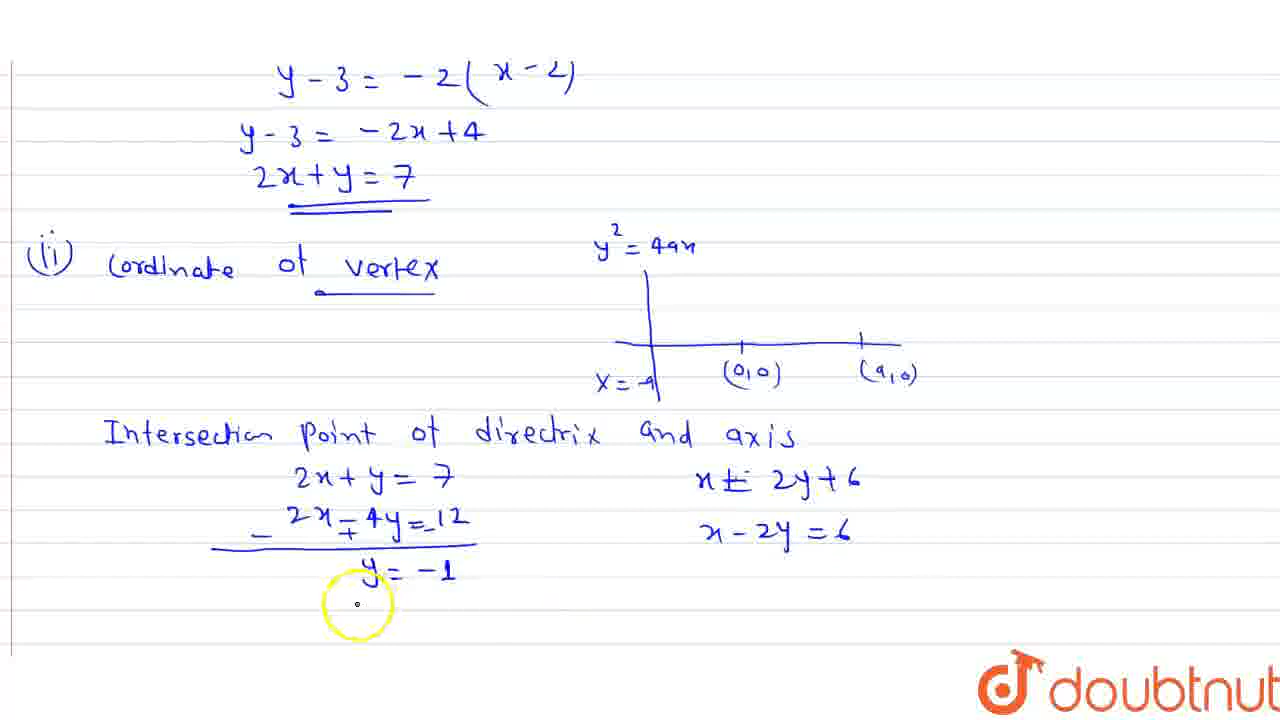 y - 3 = - 2( x - 2)
y - 3 = - 2x + 4
2x + y = 7
(ii) Cordinate of vertex
y² = 4ax
x = -a (0,0) (a,0)
Intersection point of directrix and axis
2x + y = 7 x = 2y + 6
2x - 4y = 12 x - 2y = 6
- + -
y = -1
doubtnut